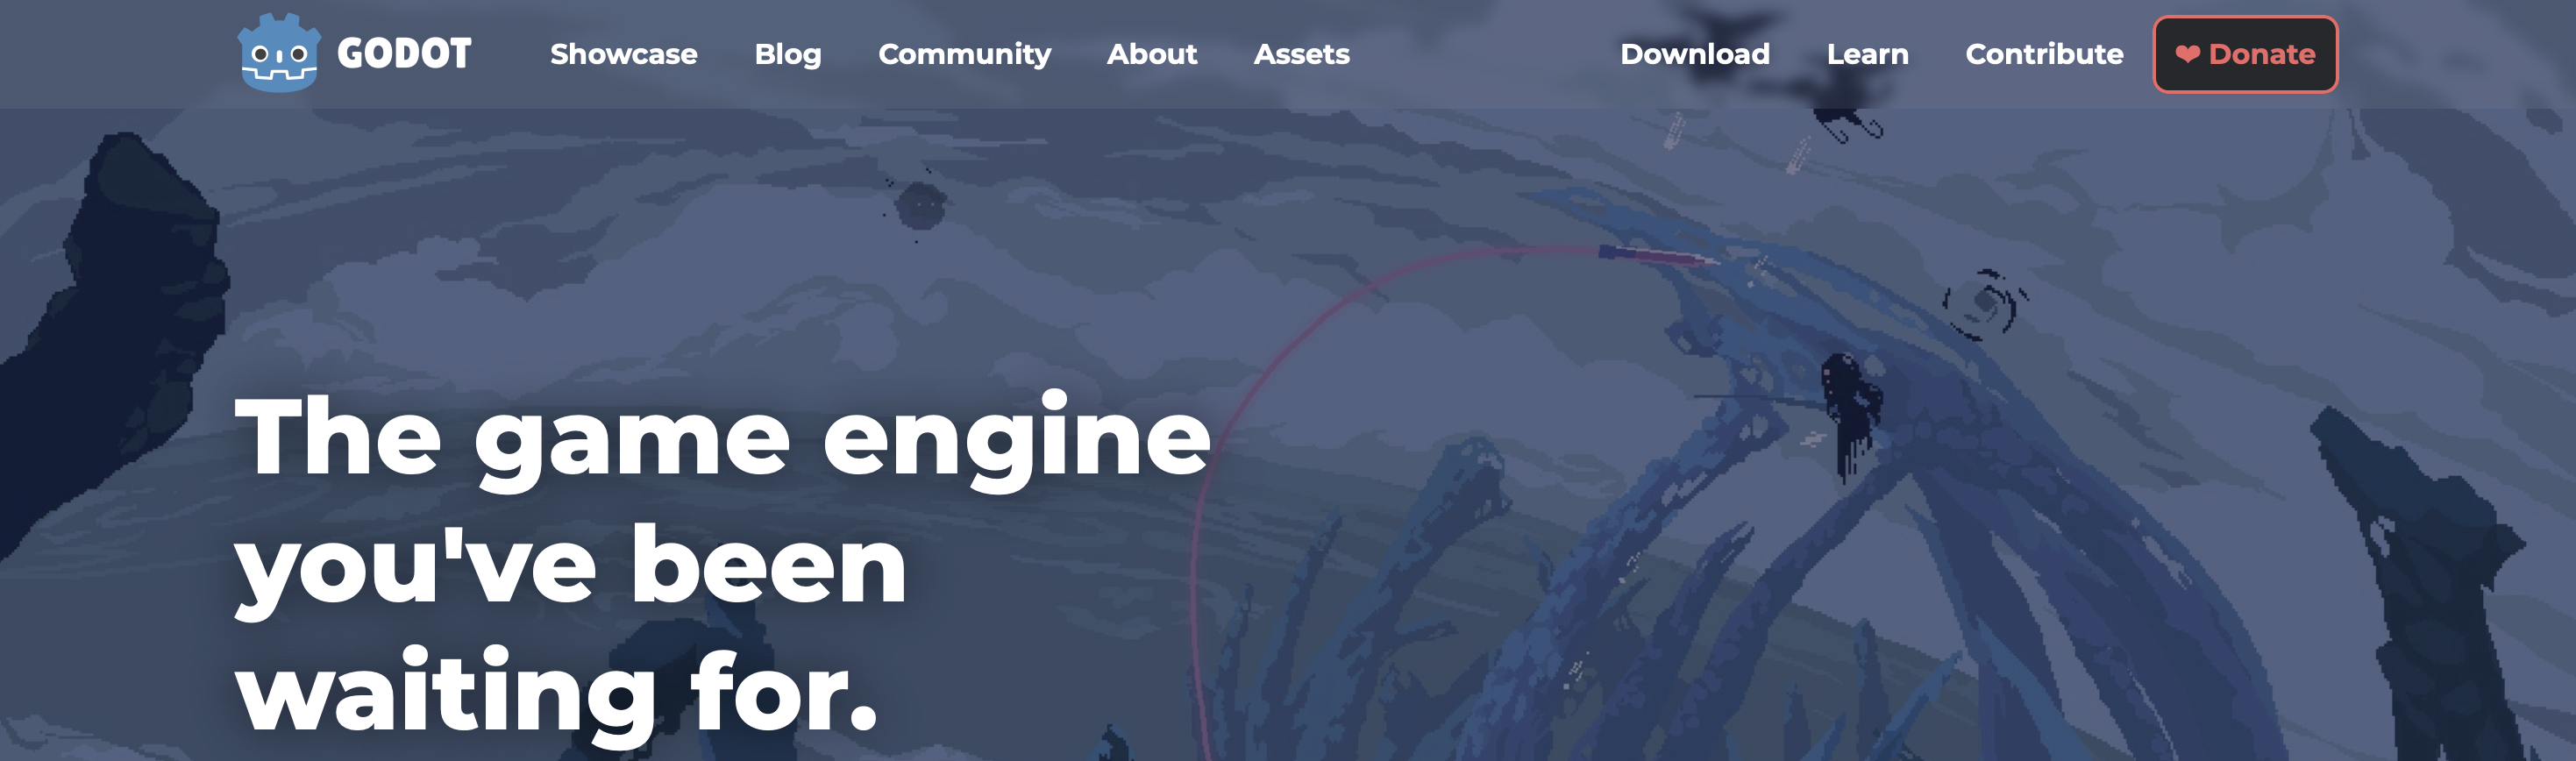 GODOT Showcase Blog Community About Assets Download Learn Contribute ❤ Donate
The game engine
you've been
waiting for.